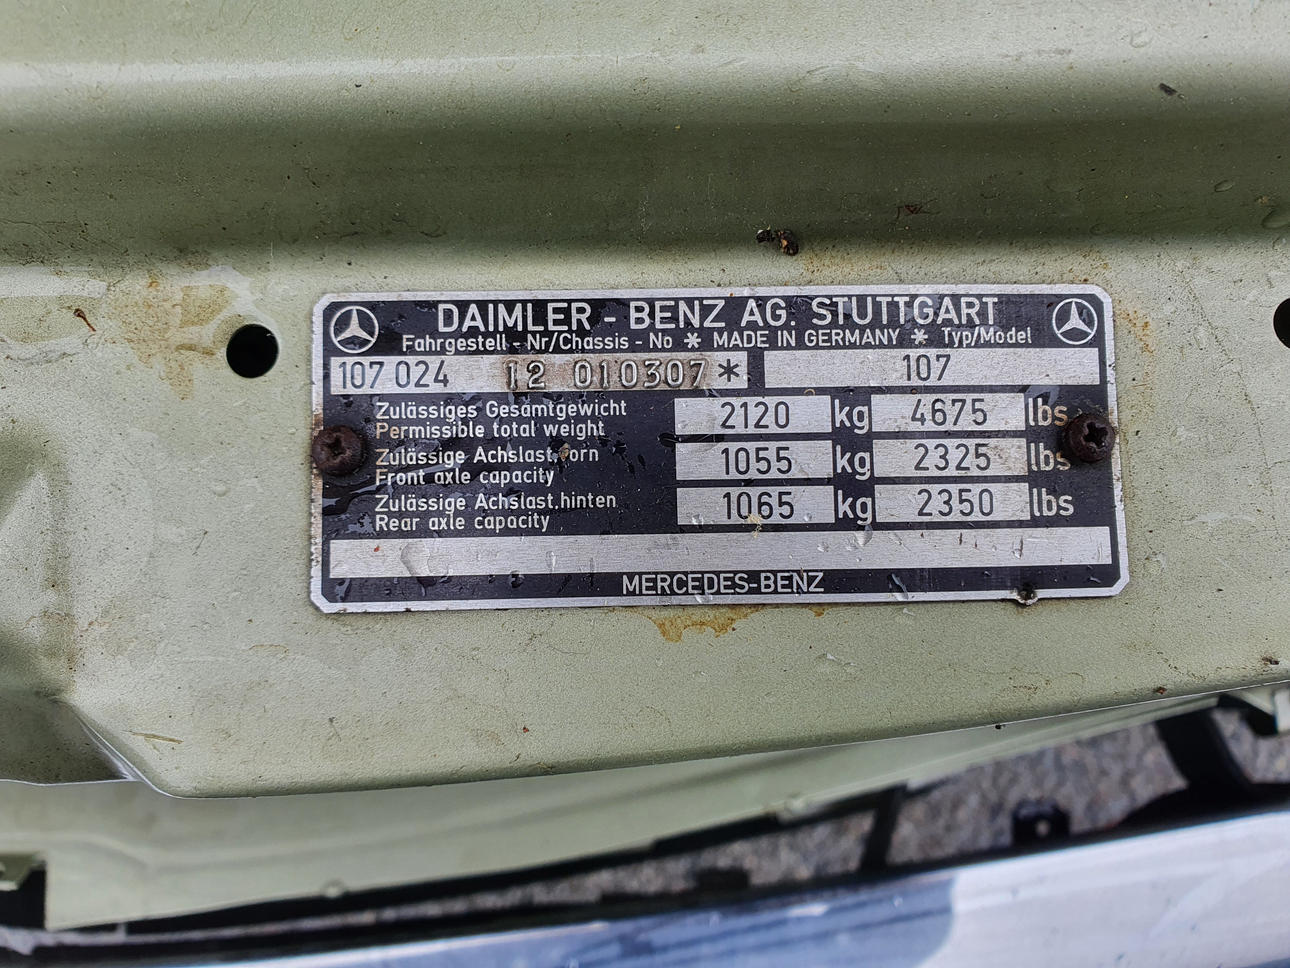 DAIMLER - BENZ AG. STUTTGART
Fahrgestell - Nr/Chassis - No * MADE IN GERMANY * Typ/Model
107 024 12 010307 * 107
Zulässiges Gesamtgewicht
Permissible total weight 2120 kg 4675 lbs
Zulässige Achslast,vorn
Front axle capacity 1055 kg 2325 lbs
Zulässige Achslast,hinten
Rear axle capacity 1065 kg 2350 lbs
MERCEDES-BENZ